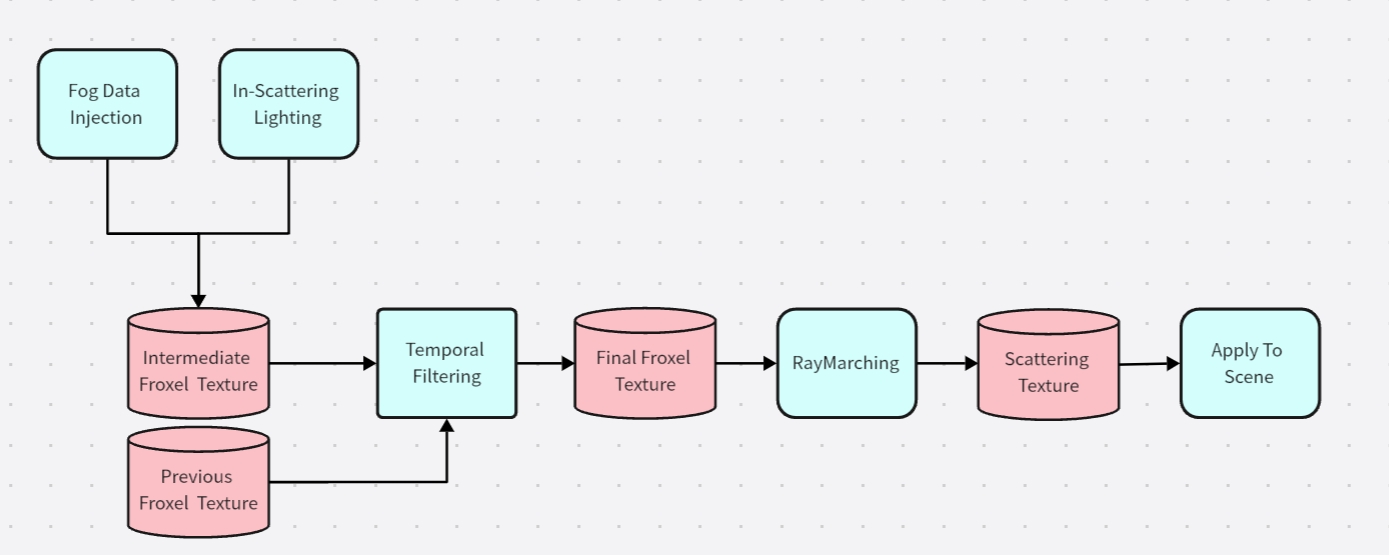 Fog Data
Injection
In-Scattering
Lighting
Intermediate
Froxel Texture
Temporal
Filtering
Final Froxel
Texture
RayMarching
Scattering
Texture
Apply To
Scene
Previous
Froxel Texture